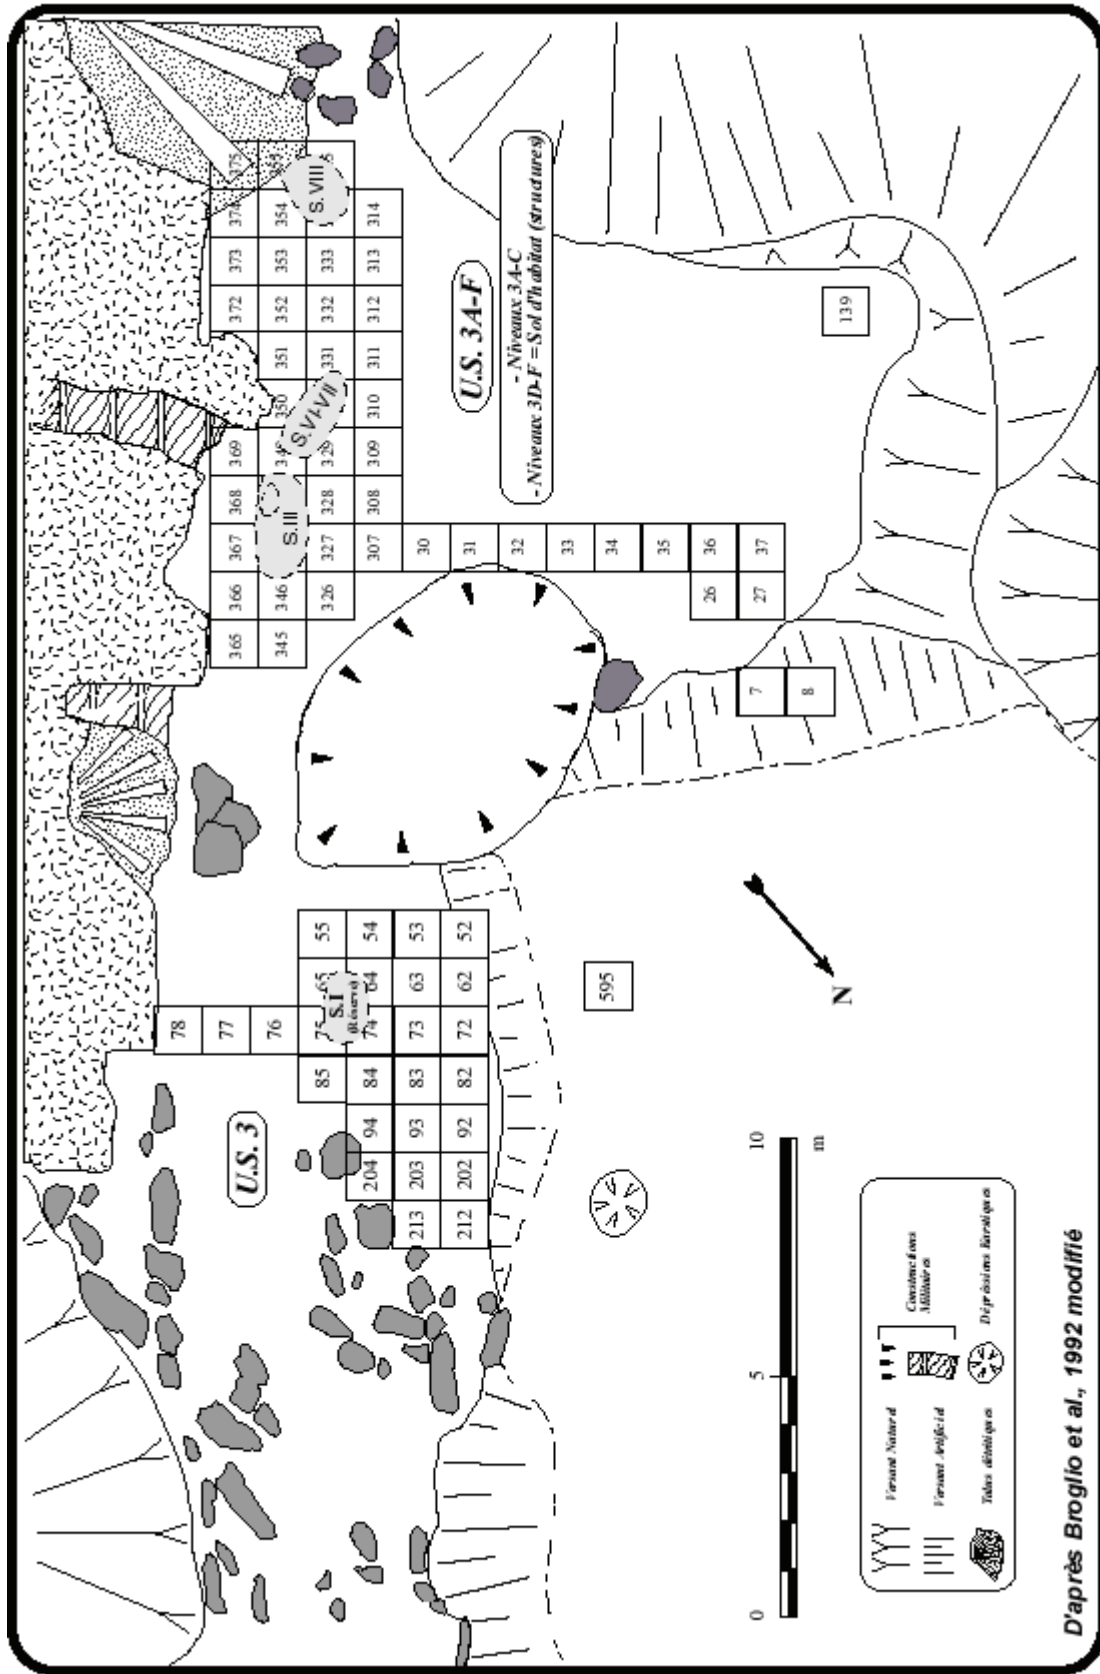 365 366 367 368 369 372 373 374 375
78
77
U.S. 3
76
345 346 S.III 350 351 352 353 354
S.VI-VII
S.VIII
85 75 65 55
326 327 328 329 331 332 333
S.I
(Réserve)
204 94 84 74 64 54
307 308 309 310 311 312 313 314
213 203 93 83 73 63 53
30
212 202 92 82 72 62 52
31
U.S. 3A-F
32
- Niveaux 3A-C
- Niveaux 3D-F = Sol d'habitat (structures)
33
595
34
35
26 36
7 27 37
8
139
N
0 5 10
m
Versant Naturel
Versant Artificiel
Talus détritiques
Constructions
Militaires
Dépressions Karstiques
D'après Broglio et al., 1992 modifié